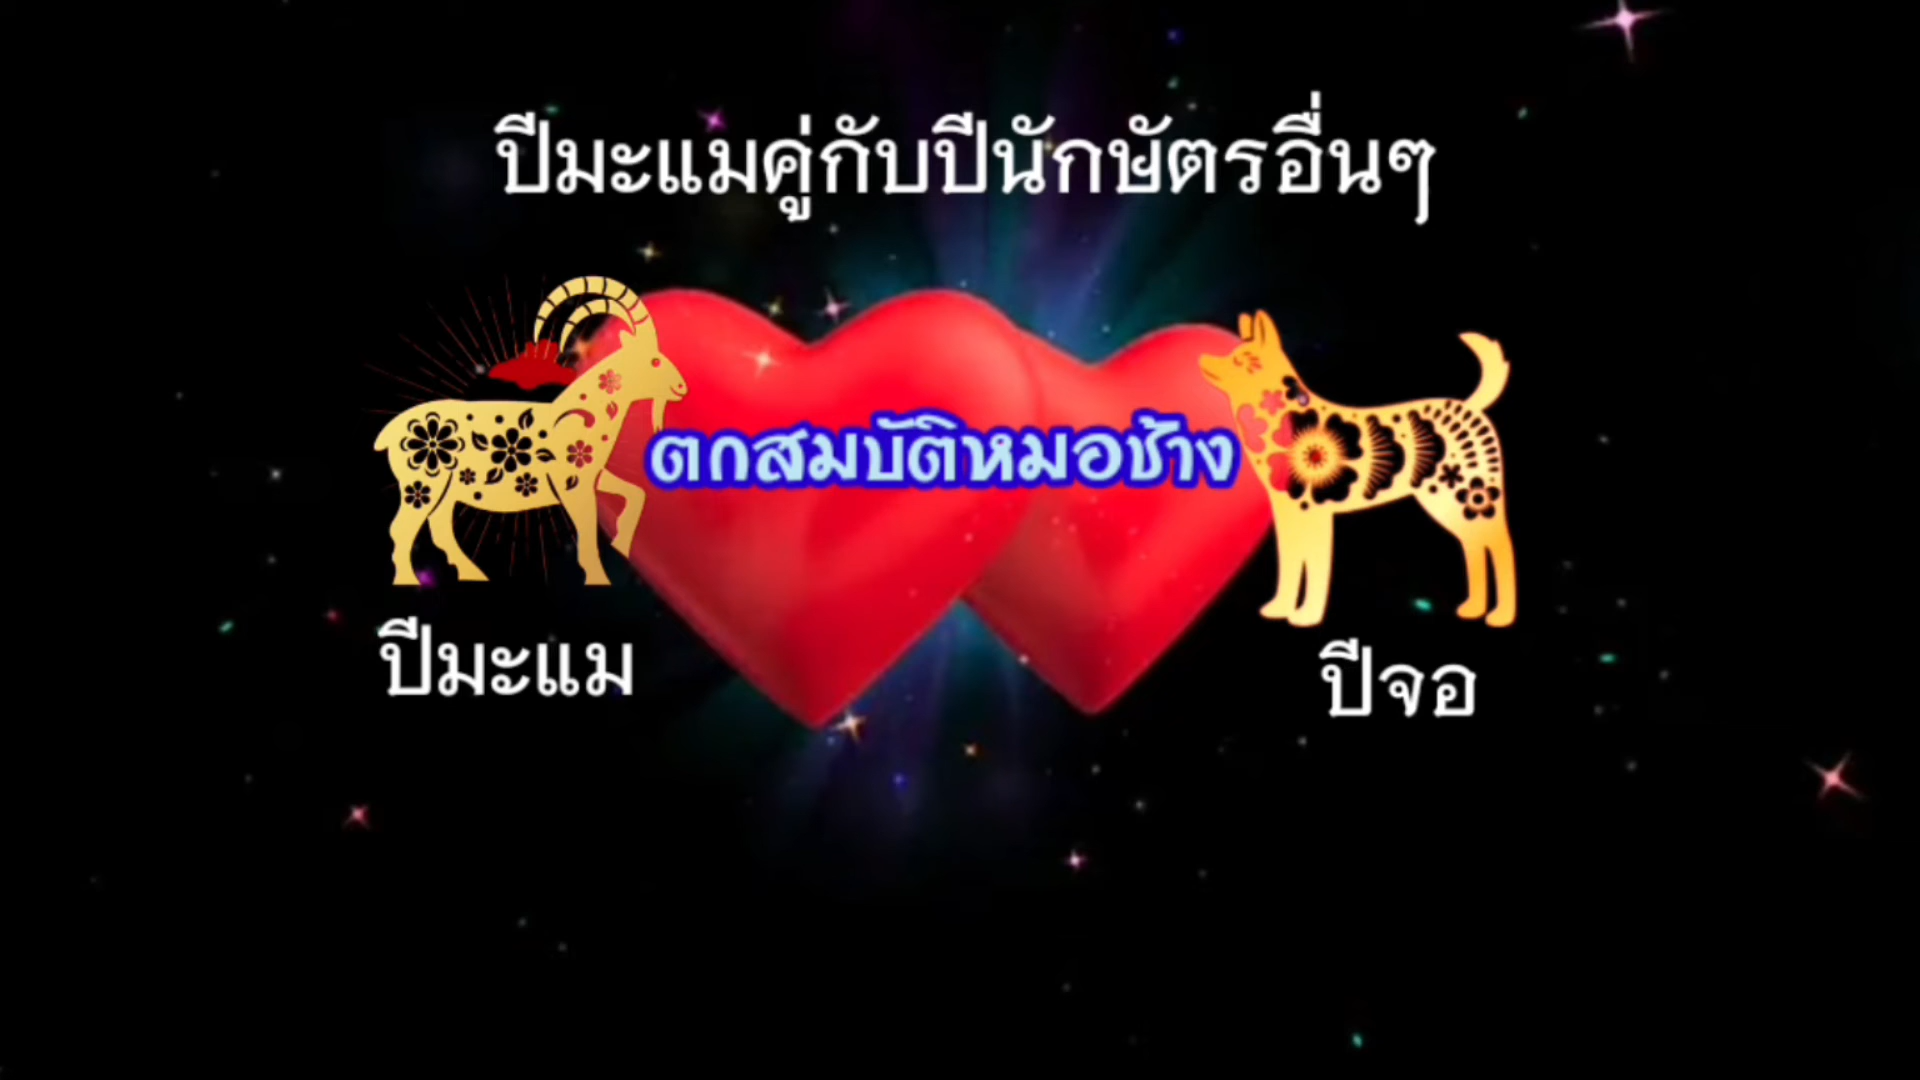 ปีมะแมคู่กับปีนักษัตรอื่นๆ
ตกสมบัติหมอช้าง
ปีมะแม
ปีจอ